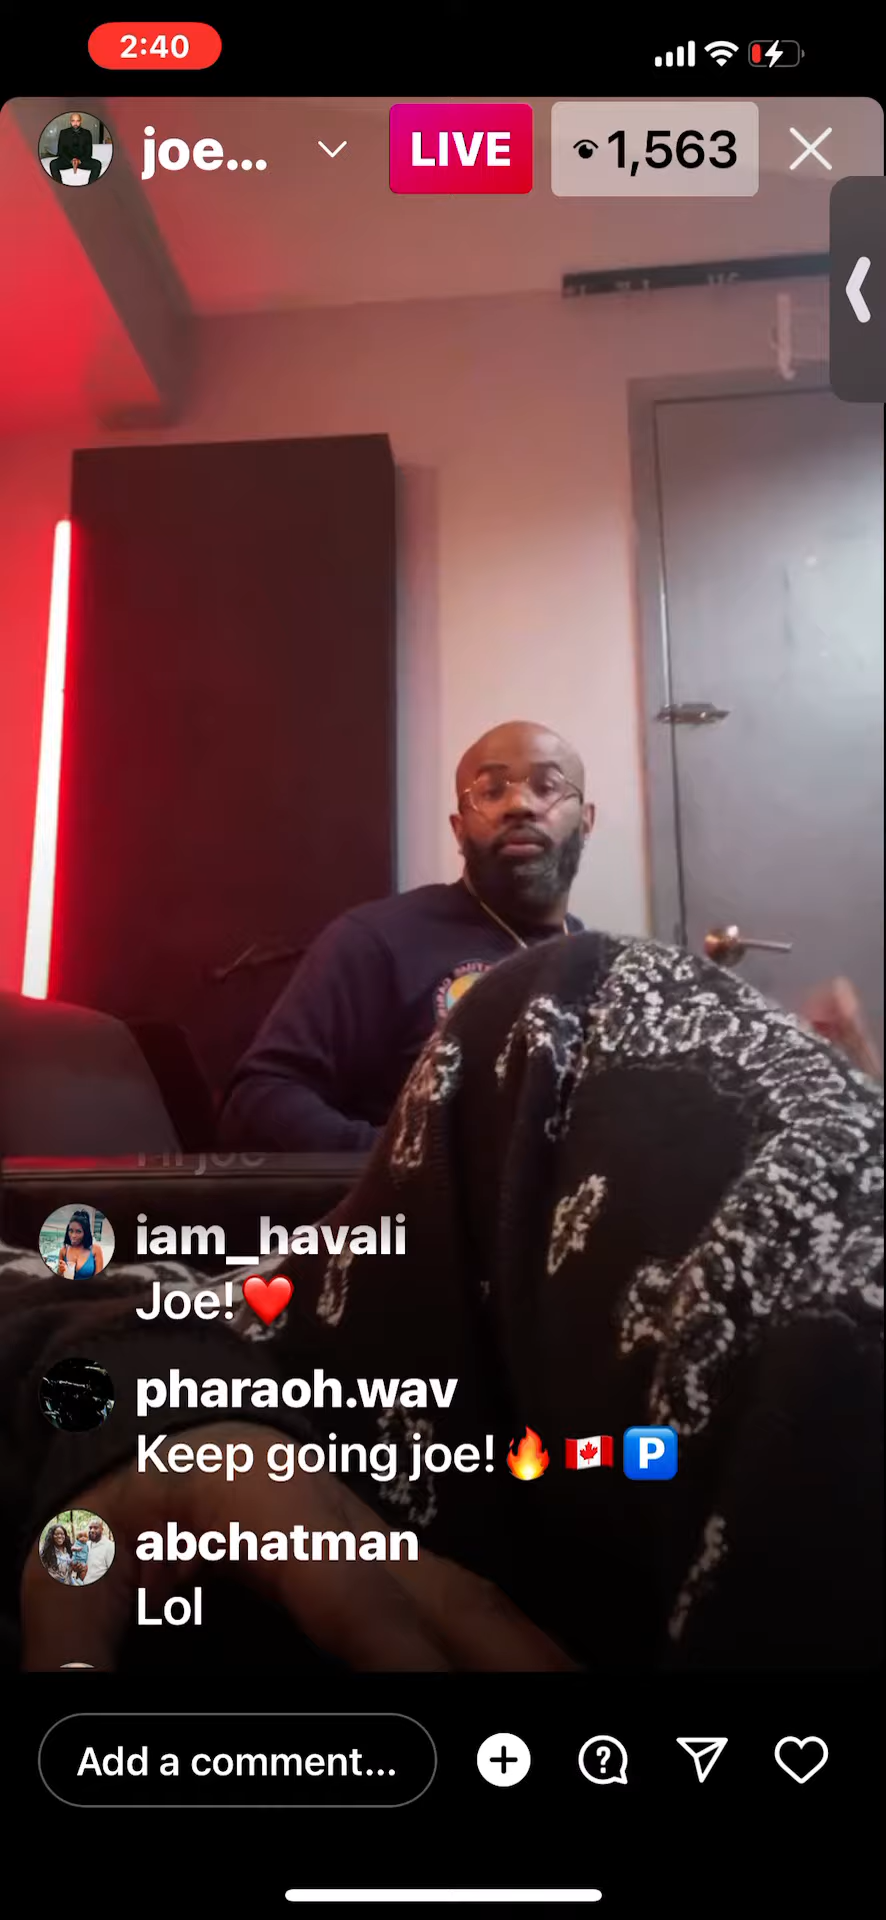 2:40
joe...
LIVE
1,563
iam_havali
Joe!❤️
pharaoh.wav
Keep going joe!🔥 🇨🇦 🅿️
abchatman
Lol
Add a comment...